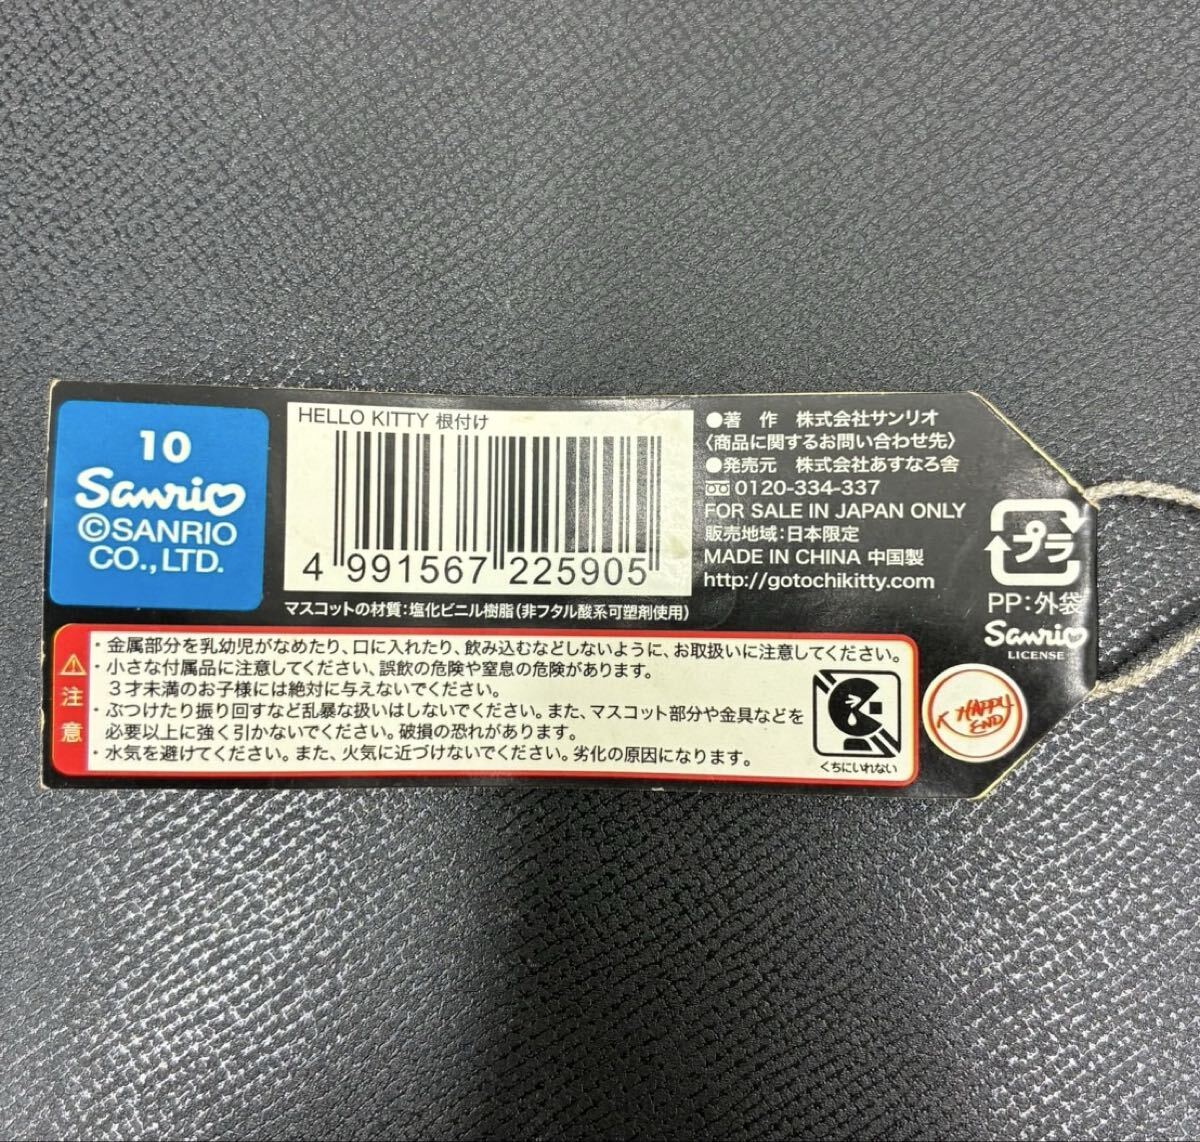 10
Sanrio
©SANRIO
CO.,LTD.
HELLO KITTY 根付け
4 991567 225905
マスコットの材質：塩化ビニル樹脂（非フタル酸系可塑剤使用）
●著　作　株式会社サンリオ
〈商品に関するお問い合わせ先〉
●発売元　株式会社あすなろ舎
0120-334-337
FOR SALE IN JAPAN ONLY
販売地域：日本限定
MADE IN CHINA 中国製
http://gotochikitty.com
プラ
PP：外袋
Sanrio
LICENSE
HAPPY
END
注意
・金属部分を乳幼児がなめたり、口に入れたり、飲み込むなどしないように、お取扱いに注意してください。
・小さな付属品に注意してください、誤飲の危険や窒息の危険があります。
３才未満のお子様には絶対に与えないでください。
・ぶつけたり振り回すなど乱暴な扱いはしないでください。また、マスコット部分や金具などを
必要以上に強く引かないでください。破損の恐れがあります。
・水気を避けてください。また、火気に近づけないでください。劣化の原因になります。
くちにいれない